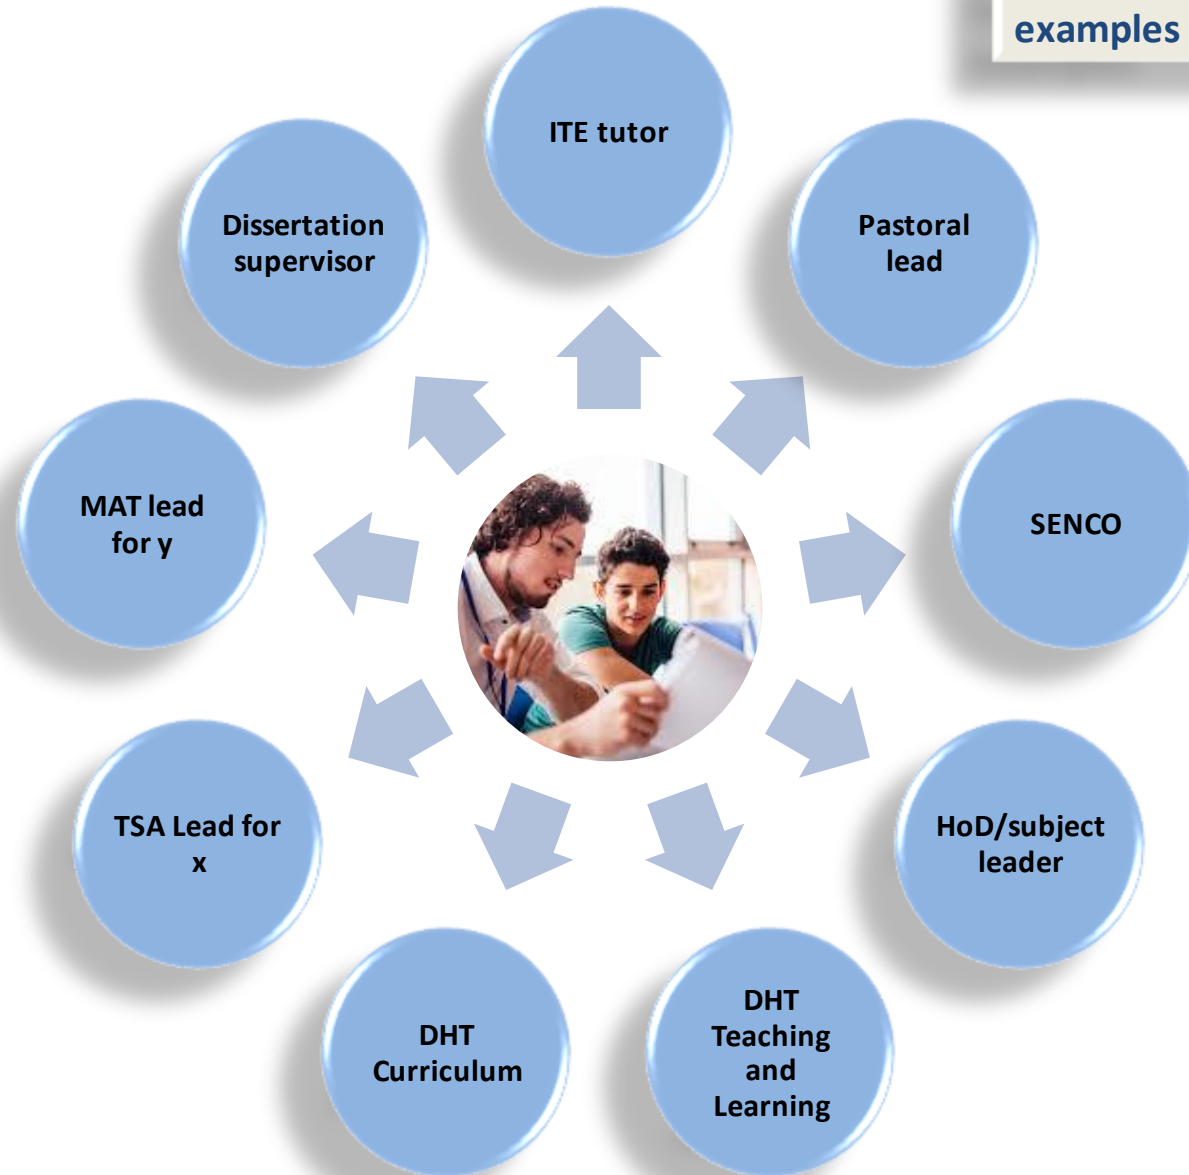 examples
ITE tutor
Pastoral
lead
SENCO
HoD/subject
leader
DHT
Teaching
and
Learning
DHT
Curriculum
TSA Lead for
x
MAT lead
for y
Dissertation
supervisor